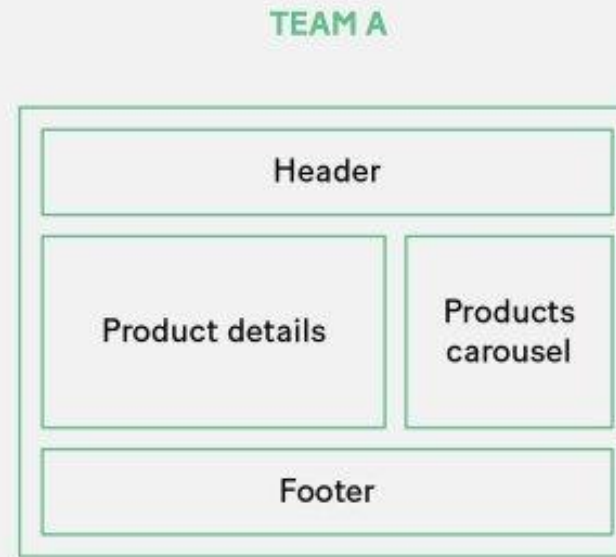 TEAM A
Header
Product details
Products
carousel
Footer